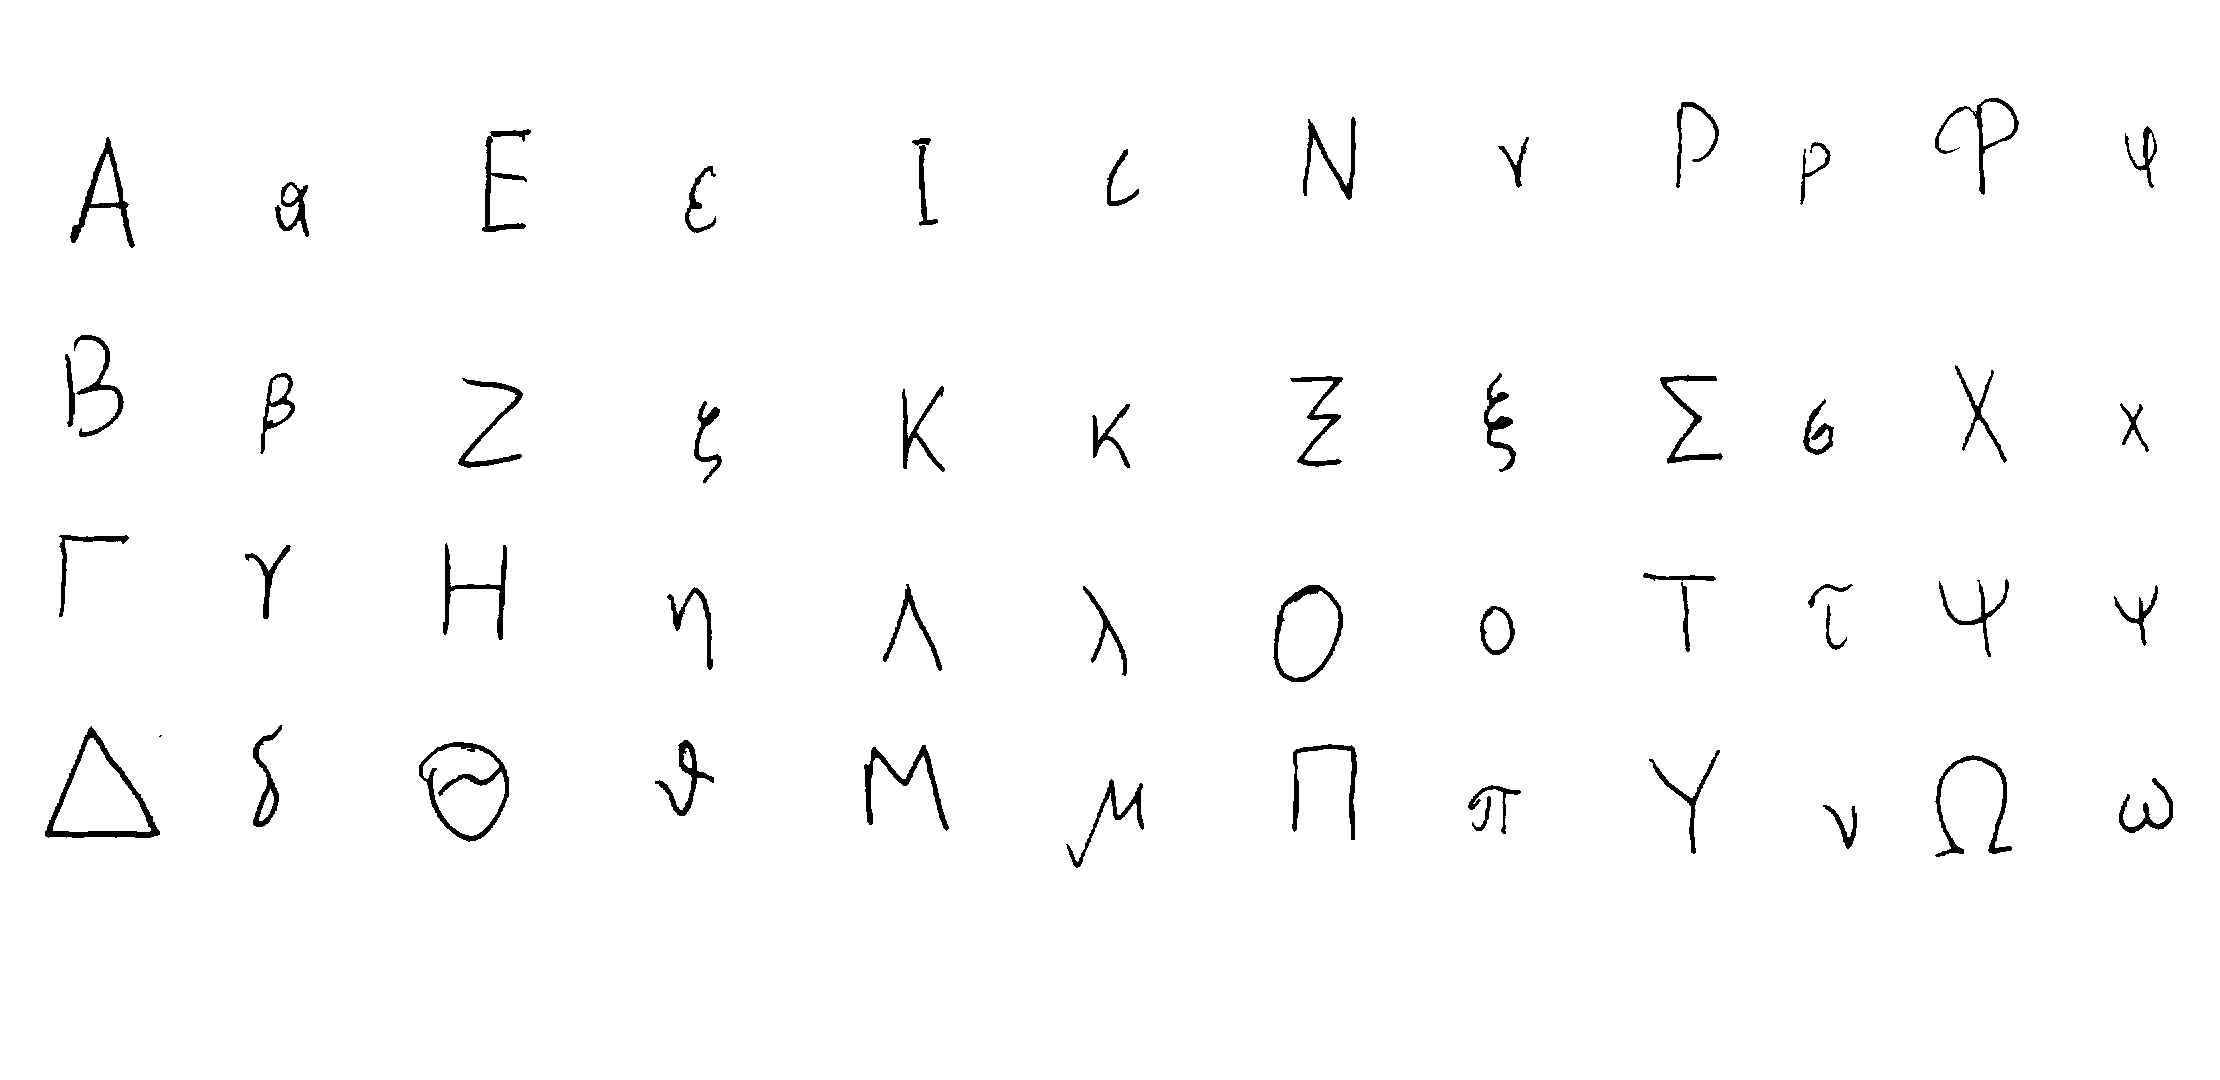 Α α Ε ε Ι ι Ν ν Ρ ρ Φ φ
Β β Ζ ζ Κ κ Ξ ξ Σ σ Χ χ
Γ γ Η η Λ λ Ο ο Τ τ Ψ ψ
Δ δ Θ ϑ Μ μ Π π Υ υ Ω ω